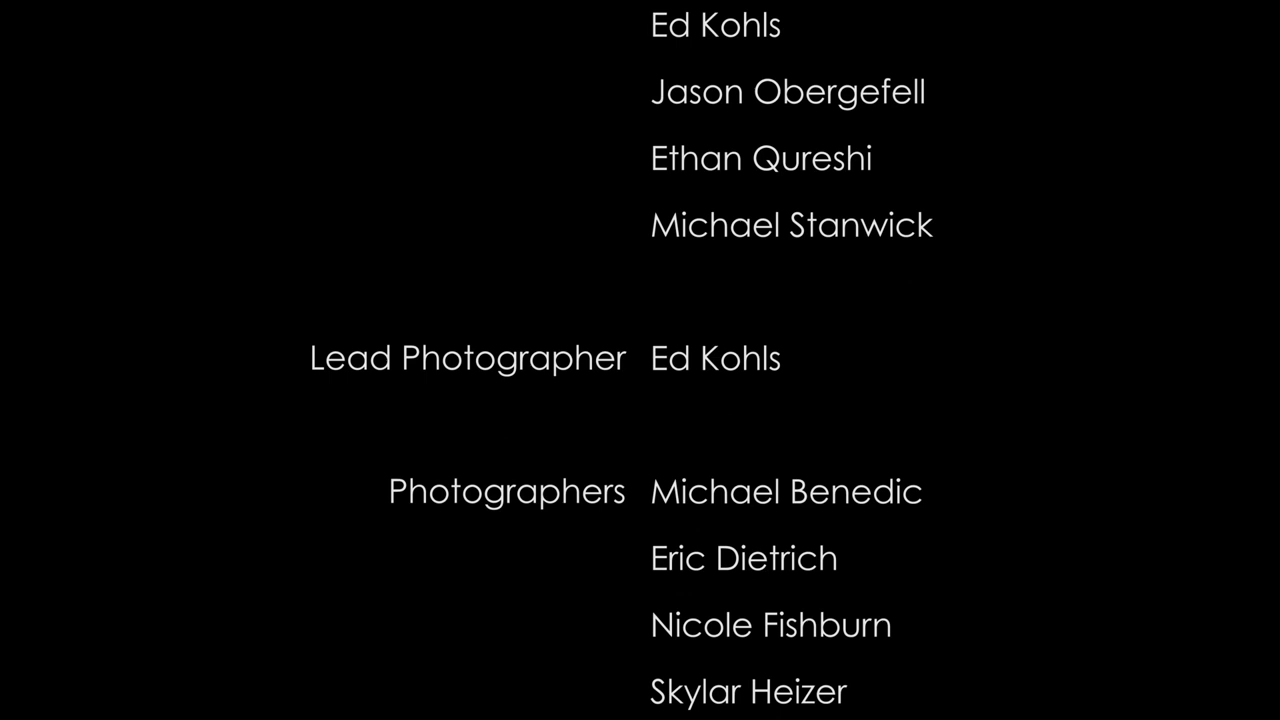 Ed Kohls
Jason Obergefell
Ethan Qureshi
Michael Stanwick
Lead Photographer Ed Kohls
Photographers Michael Benedic
Eric Dietrich
Nicole Fishburn
Skylar Heizer